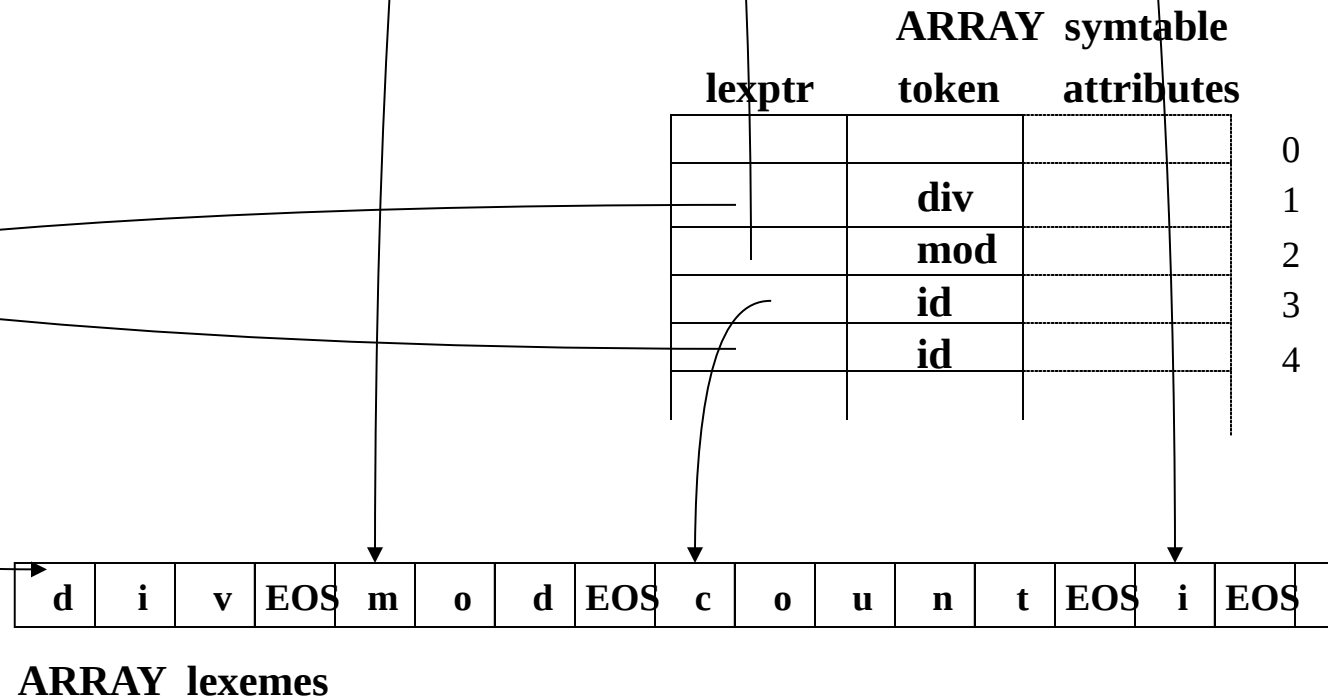 ARRAY symtable
lexptr token attributes
0
div 1
mod 2
id 3
id 4
d i v EOS m o d EOS c o u n t EOS i EOS
ARRAY lexemes